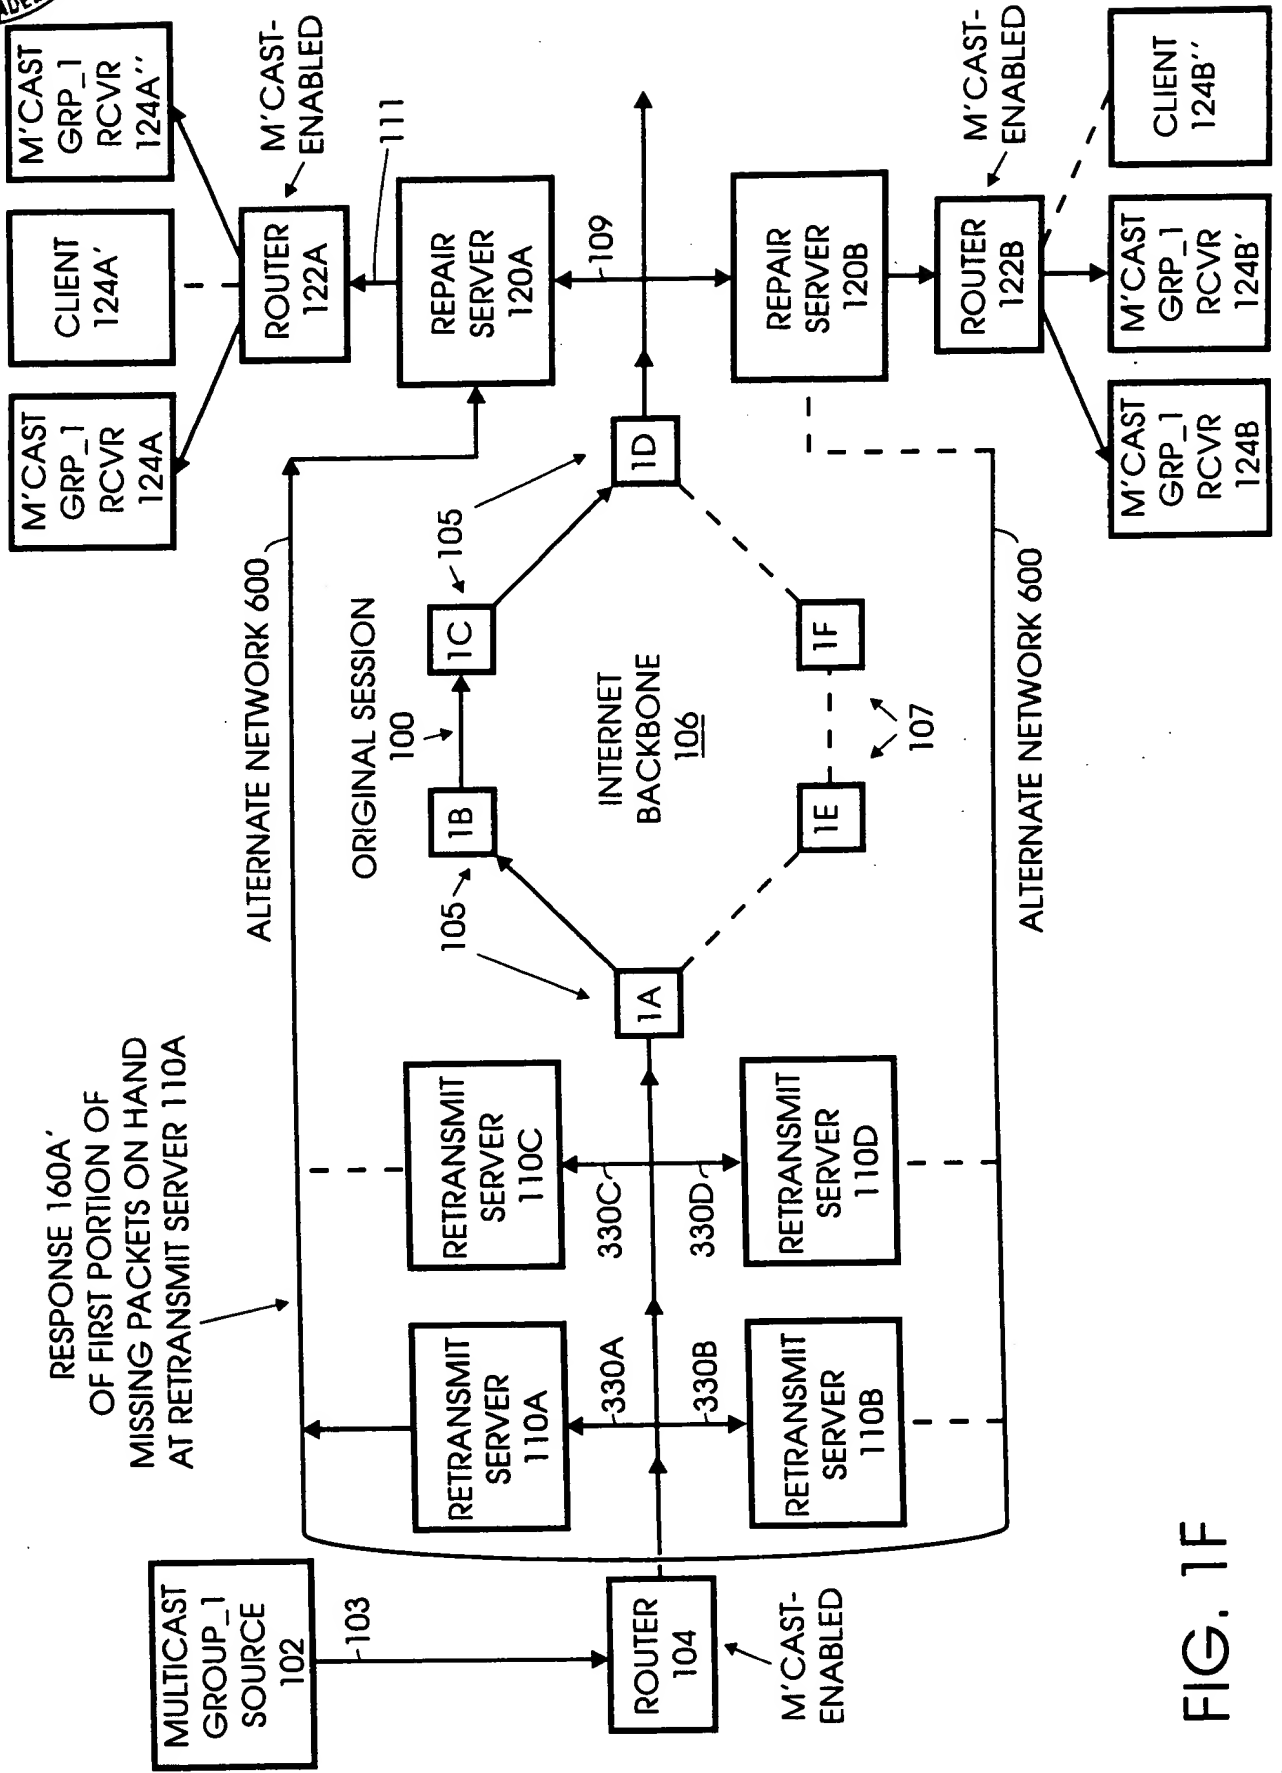 ADE
MULTICAST
GROUP_1
SOURCE
102
103
ROUTER
104
M'CAST-
ENABLED
RESPONSE 160A'
OF FIRST PORTION OF
MISSING PACKETS ON HAND
AT RETRANSMIT SERVER 110A
RETRANSMIT
SERVER
110A
330A
330B
RETRANSMIT
SERVER
110B
RETRANSMIT
SERVER
110C
330C
330D
RETRANSMIT
SERVER
110D
ALTERNATE NETWORK 600
ORIGINAL SESSION
100
105
105
1A
1B
1C
1D
1E
1F
INTERNET
BACKBONE
106
107
ALTERNATE NETWORK 600
M'CAST
GRP_1
RCVR
124A
CLIENT
124A'
M'CAST
GRP_1
RCVR
124A''
ROUTER
122A
M'CAST-
ENABLED
111
REPAIR
SERVER
120A
109
REPAIR
SERVER
120B
ROUTER
122B
M'CAST-
ENABLED
M'CAST
GRP_1
RCVR
124B
M'CAST
GRP_1
RCVR
124B'
CLIENT
124B''
FIG. 1F